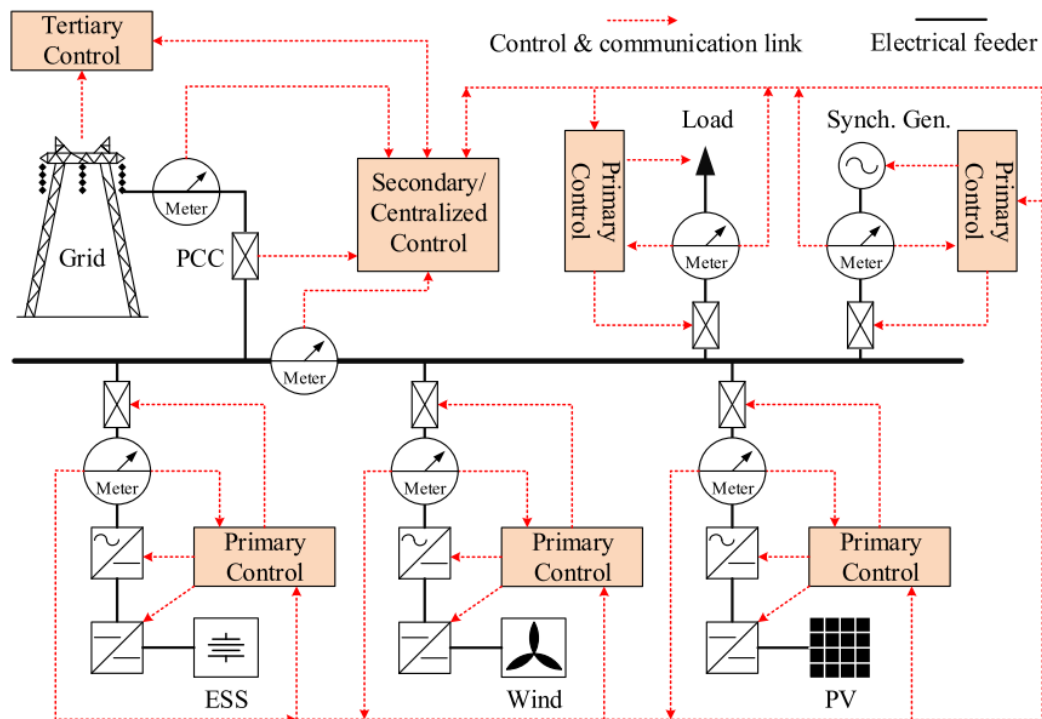 Tertiary
Control
Control & communication link
Electrical feeder
Load
Synch. Gen.
Primary
Control
Primary
Control
Secondary/
Centralized
Control
Meter
Grid
PCC
Meter
Meter
Meter
Meter
Meter
Meter
Primary
Control
Primary
Control
Primary
Control
ESS
Wind
PV